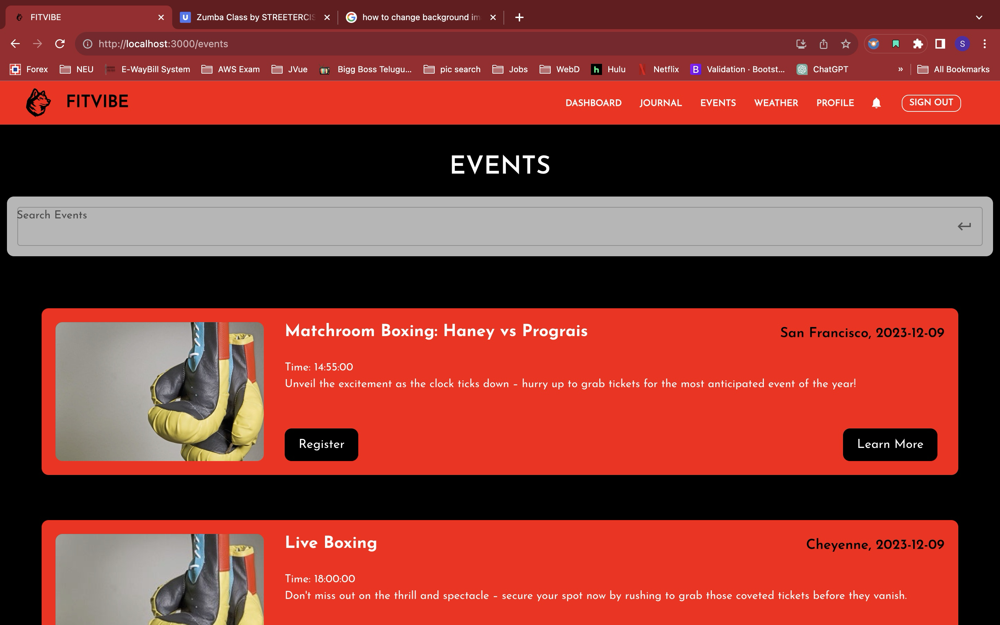 FITVIBE
Zumba Class by STREETERCIS
how to change background im
http://localhost:3000/events
S
Forex NEU E-WayBill System AWS Exam JVue Bigg Boss Telugu... pic search Jobs WebD h Hulu Netflix B Validation · Bootst... ChatGPT » All Bookmarks
FITVIBE
DASHBOARD JOURNAL EVENTS WEATHER PROFILE SIGN OUT
EVENTS
Search Events
Matchroom Boxing: Haney vs Prograis
San Francisco, 2023-12-09
Time: 14:55:00
Unveil the excitement as the clock ticks down – hurry up to grab tickets for the most anticipated event of the year!
Register
Learn More
Live Boxing
Cheyenne, 2023-12-09
Time: 18:00:00
Don't miss out on the thrill and spectacle – secure your spot now by rushing to grab those coveted tickets before they vanish.